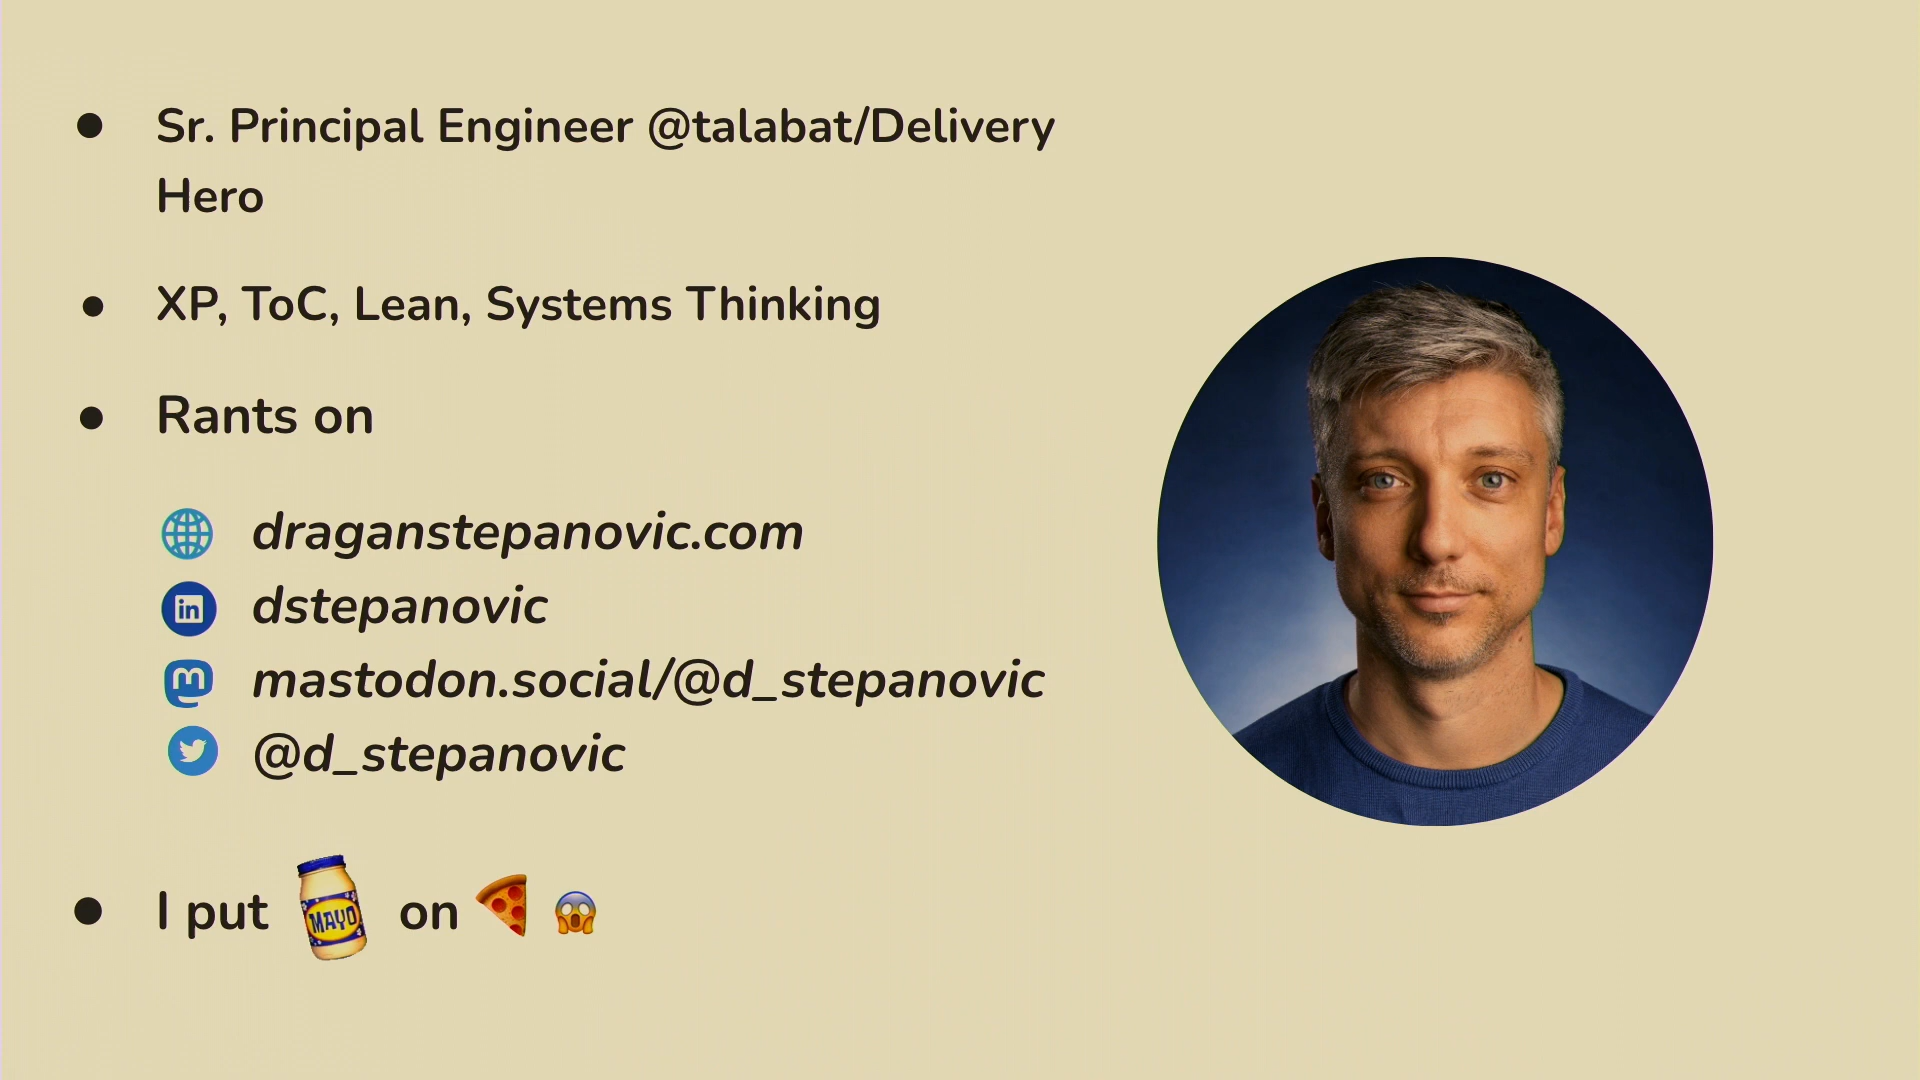 Sr. Principal Engineer @talabat/Delivery
Hero
XP, ToC, Lean, Systems Thinking
Rants on
draganstepanovic.com
in dstepanovic
m mastodon.social/@d_stepanovic
@d_stepanovic
I put MAYO on